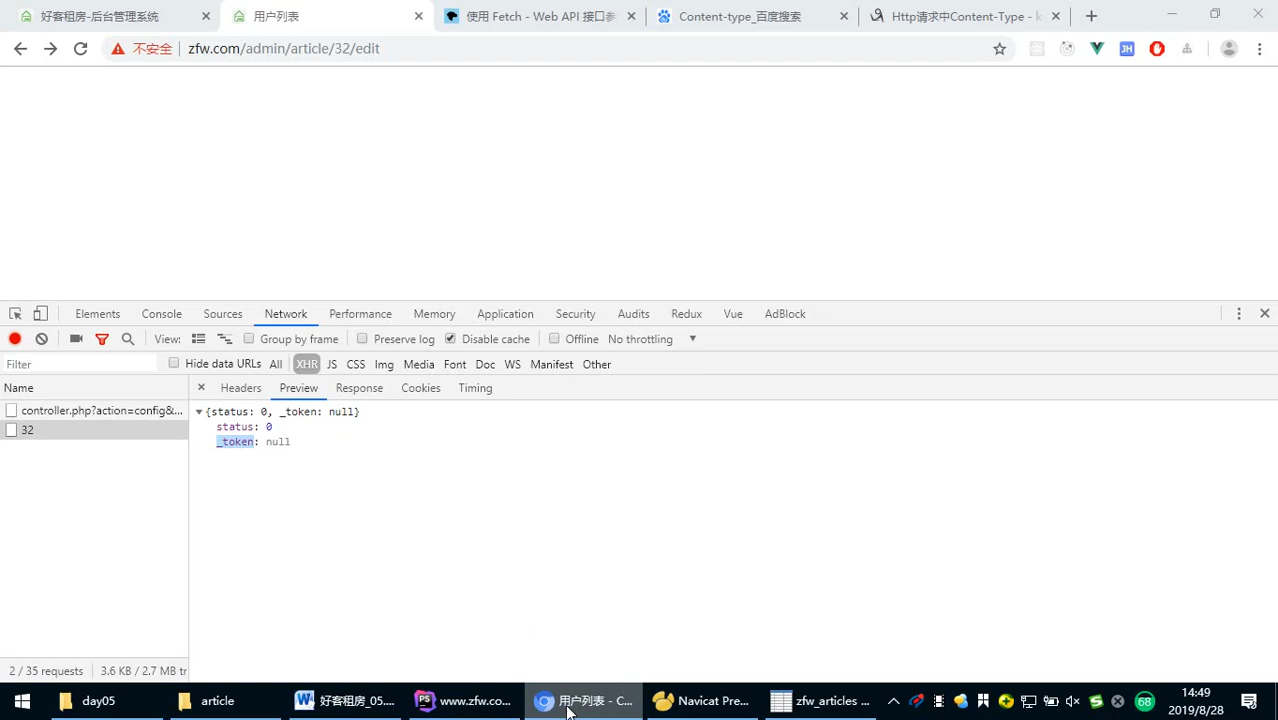 好客租房-后台管理系统
用户列表
使用 Fetch - Web API 接口参
Content-type_百度搜索
Http请求中Content-Type - k
不安全
zfw.com/admin/article/32/edit
JH
Elements
Console
Sources
Network
Performance
Memory
Application
Security
Audits
Redux
Vue
AdBlock
View:
Group by frame
Preserve log
Disable cache
Offline
No throttling
Filter
Hide data URLs
All
XHR
JS
CSS
Img
Media
Font
Doc
WS
Manifest
Other
Name
Headers
Preview
Response
Cookies
Timing
controller.php?action=config&...
32
{status: 0, _token: null}
status: 0
_token: null
2 / 35 requests
3.6 KB / 2.7 MB tr
day05
article
好客租房_05....
www.zfw.co...
用户列表 - C...
Navicat Pre...
zfw_articles ...
68
14:49
2019/8/28